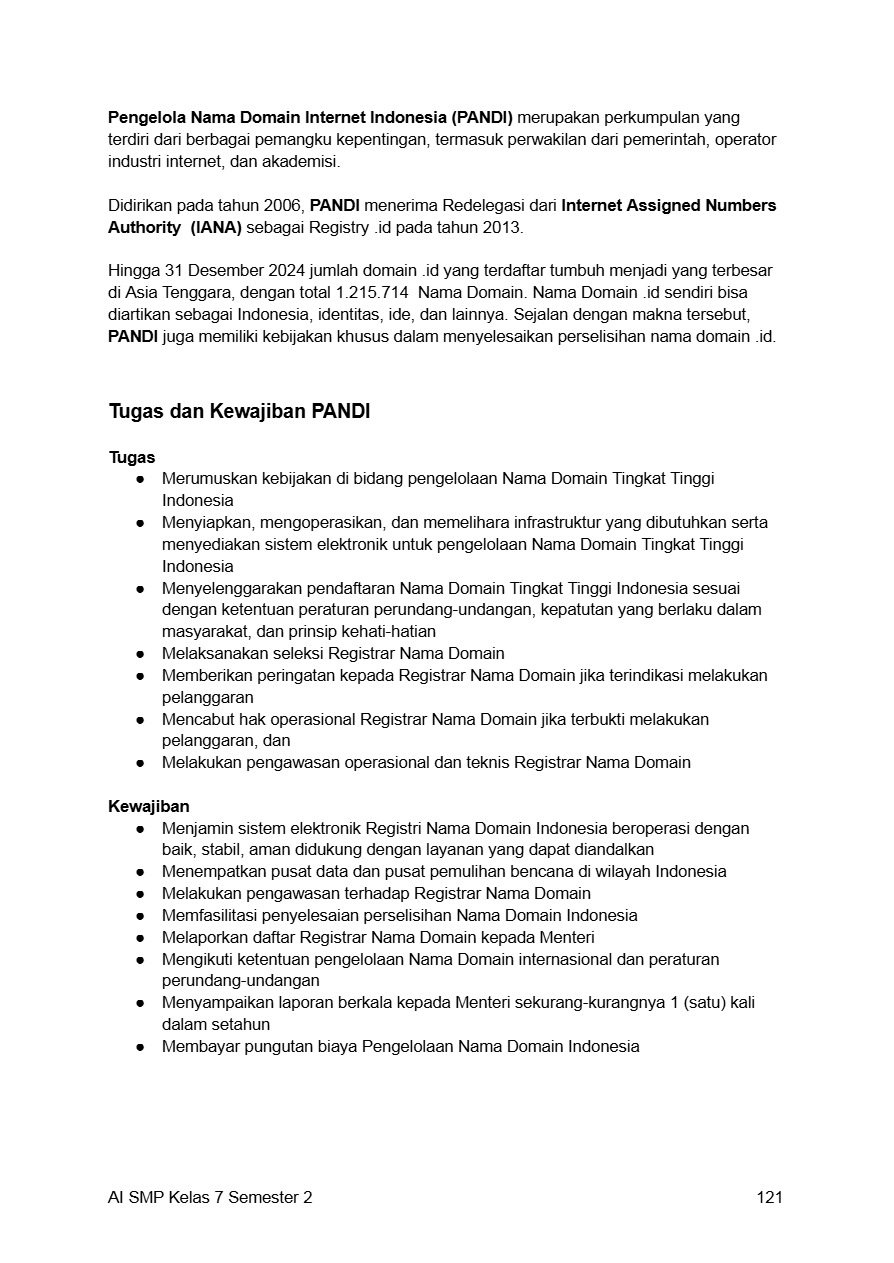 Pengelola Nama Domain Internet Indonesia (PANDI) merupakan perkumpulan yang
terdiri dari berbagai pemangku kepentingan, termasuk perwakilan dari pemerintah, operator
industri internet, dan akademisi.
Didirikan pada tahun 2006, PANDI menerima Redelegasi dari Internet Assigned Numbers
Authority  (IANA) sebagai Registry .id pada tahun 2013.
Hingga 31 Desember 2024 jumlah domain .id yang terdaftar tumbuh menjadi yang terbesar
di Asia Tenggara, dengan total 1.215.714  Nama Domain. Nama Domain .id sendiri bisa
diartikan sebagai Indonesia, identitas, ide, dan lainnya. Sejalan dengan makna tersebut,
PANDI juga memiliki kebijakan khusus dalam menyelesaikan perselisihan nama domain .id.
Tugas dan Kewajiban PANDI
Tugas
● Merumuskan kebijakan di bidang pengelolaan Nama Domain Tingkat Tinggi
Indonesia
● Menyiapkan, mengoperasikan, dan memelihara infrastruktur yang dibutuhkan serta
menyediakan sistem elektronik untuk pengelolaan Nama Domain Tingkat Tinggi
Indonesia
● Menyelenggarakan pendaftaran Nama Domain Tingkat Tinggi Indonesia sesuai
dengan ketentuan peraturan perundang-undangan, kepatutan yang berlaku dalam
masyarakat, dan prinsip kehati-hatian
● Melaksanakan seleksi Registrar Nama Domain
● Memberikan peringatan kepada Registrar Nama Domain jika terindikasi melakukan
pelanggaran
● Mencabut hak operasional Registrar Nama Domain jika terbukti melakukan
pelanggaran, dan
● Melakukan pengawasan operasional dan teknis Registrar Nama Domain
Kewajiban
● Menjamin sistem elektronik Registri Nama Domain Indonesia beroperasi dengan
baik, stabil, aman didukung dengan layanan yang dapat diandalkan
● Menempatkan pusat data dan pusat pemulihan bencana di wilayah Indonesia
● Melakukan pengawasan terhadap Registrar Nama Domain
● Memfasilitasi penyelesaian perselisihan Nama Domain Indonesia
● Melaporkan daftar Registrar Nama Domain kepada Menteri
● Mengikuti ketentuan pengelolaan Nama Domain internasional dan peraturan
perundang-undangan
● Menyampaikan laporan berkala kepada Menteri sekurang-kurangnya 1 (satu) kali
dalam setahun
● Membayar pungutan biaya Pengelolaan Nama Domain Indonesia
AI SMP Kelas 7 Semester 2 121